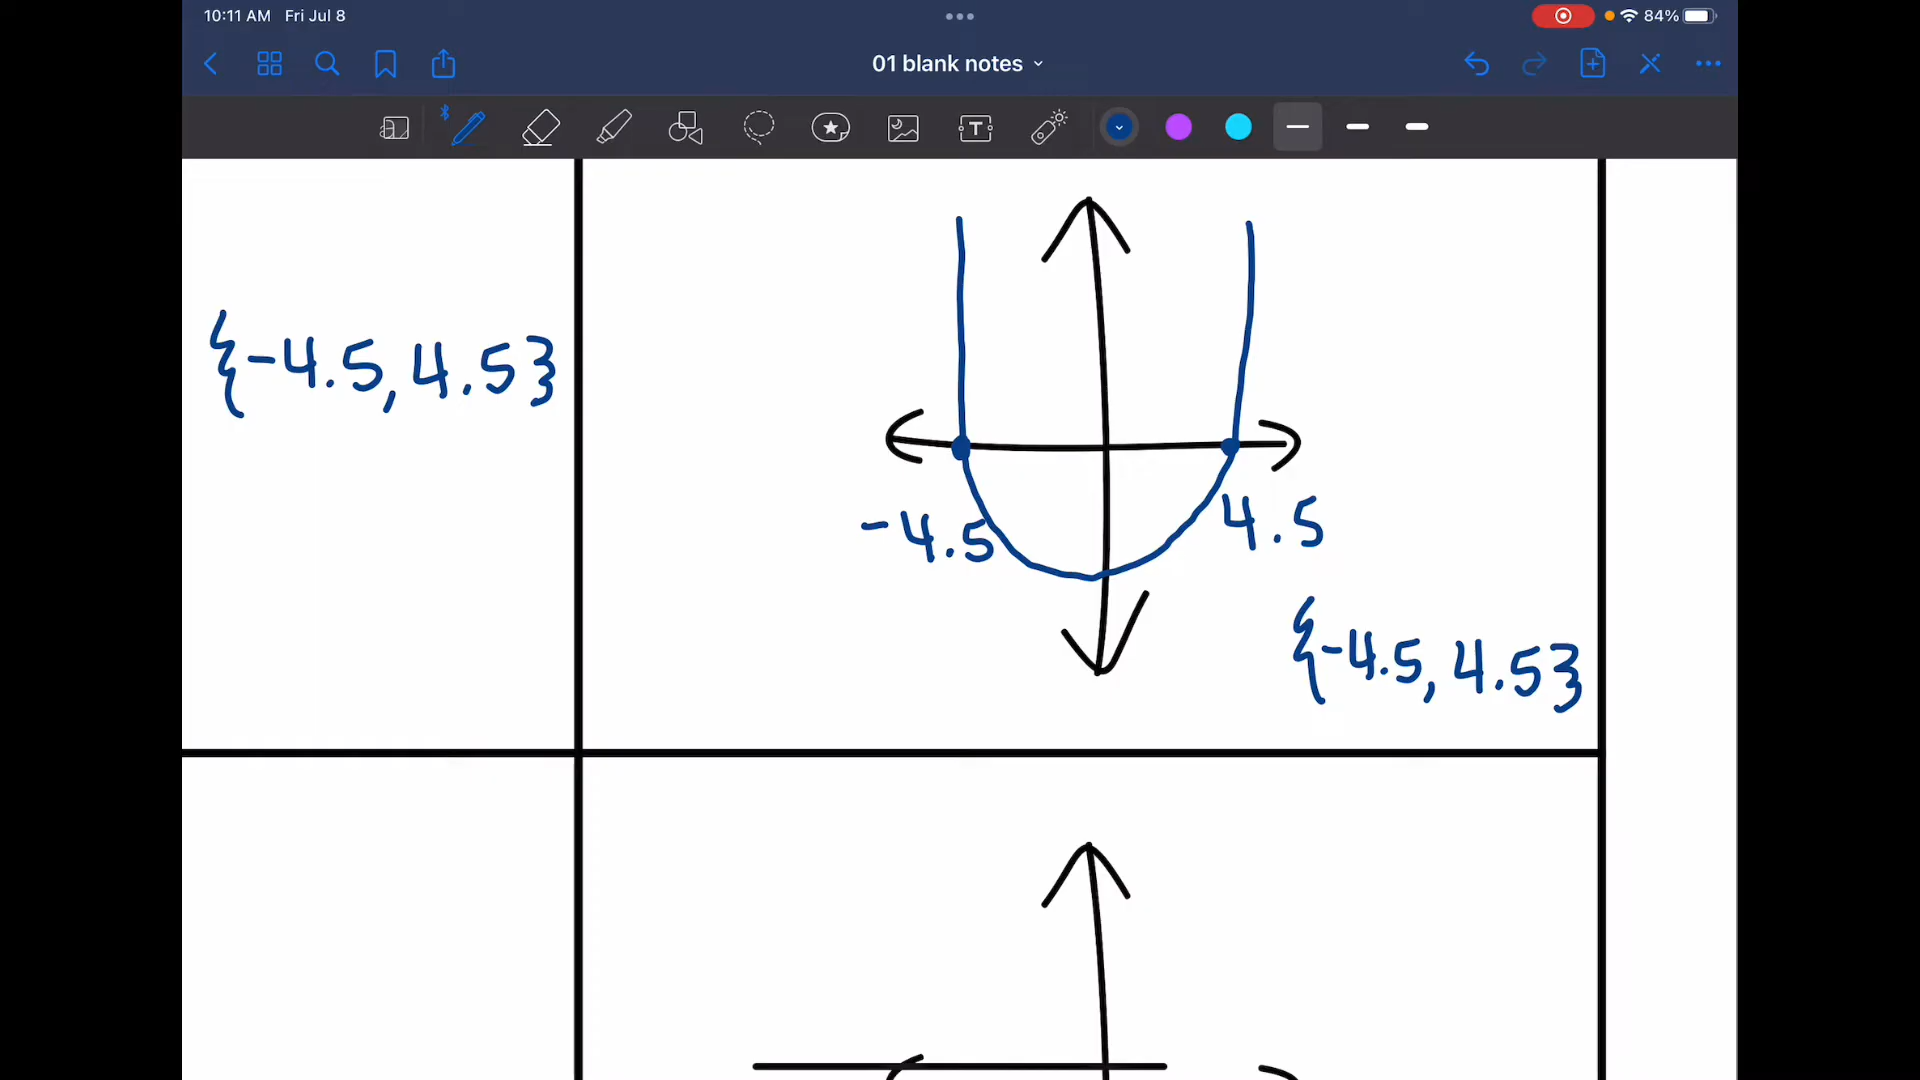 10:11 AM Fri Jul 8
84%
01 blank notes
T
{-4.5, 4.5}
-4.5
4.5
{-4.5, 4.5}